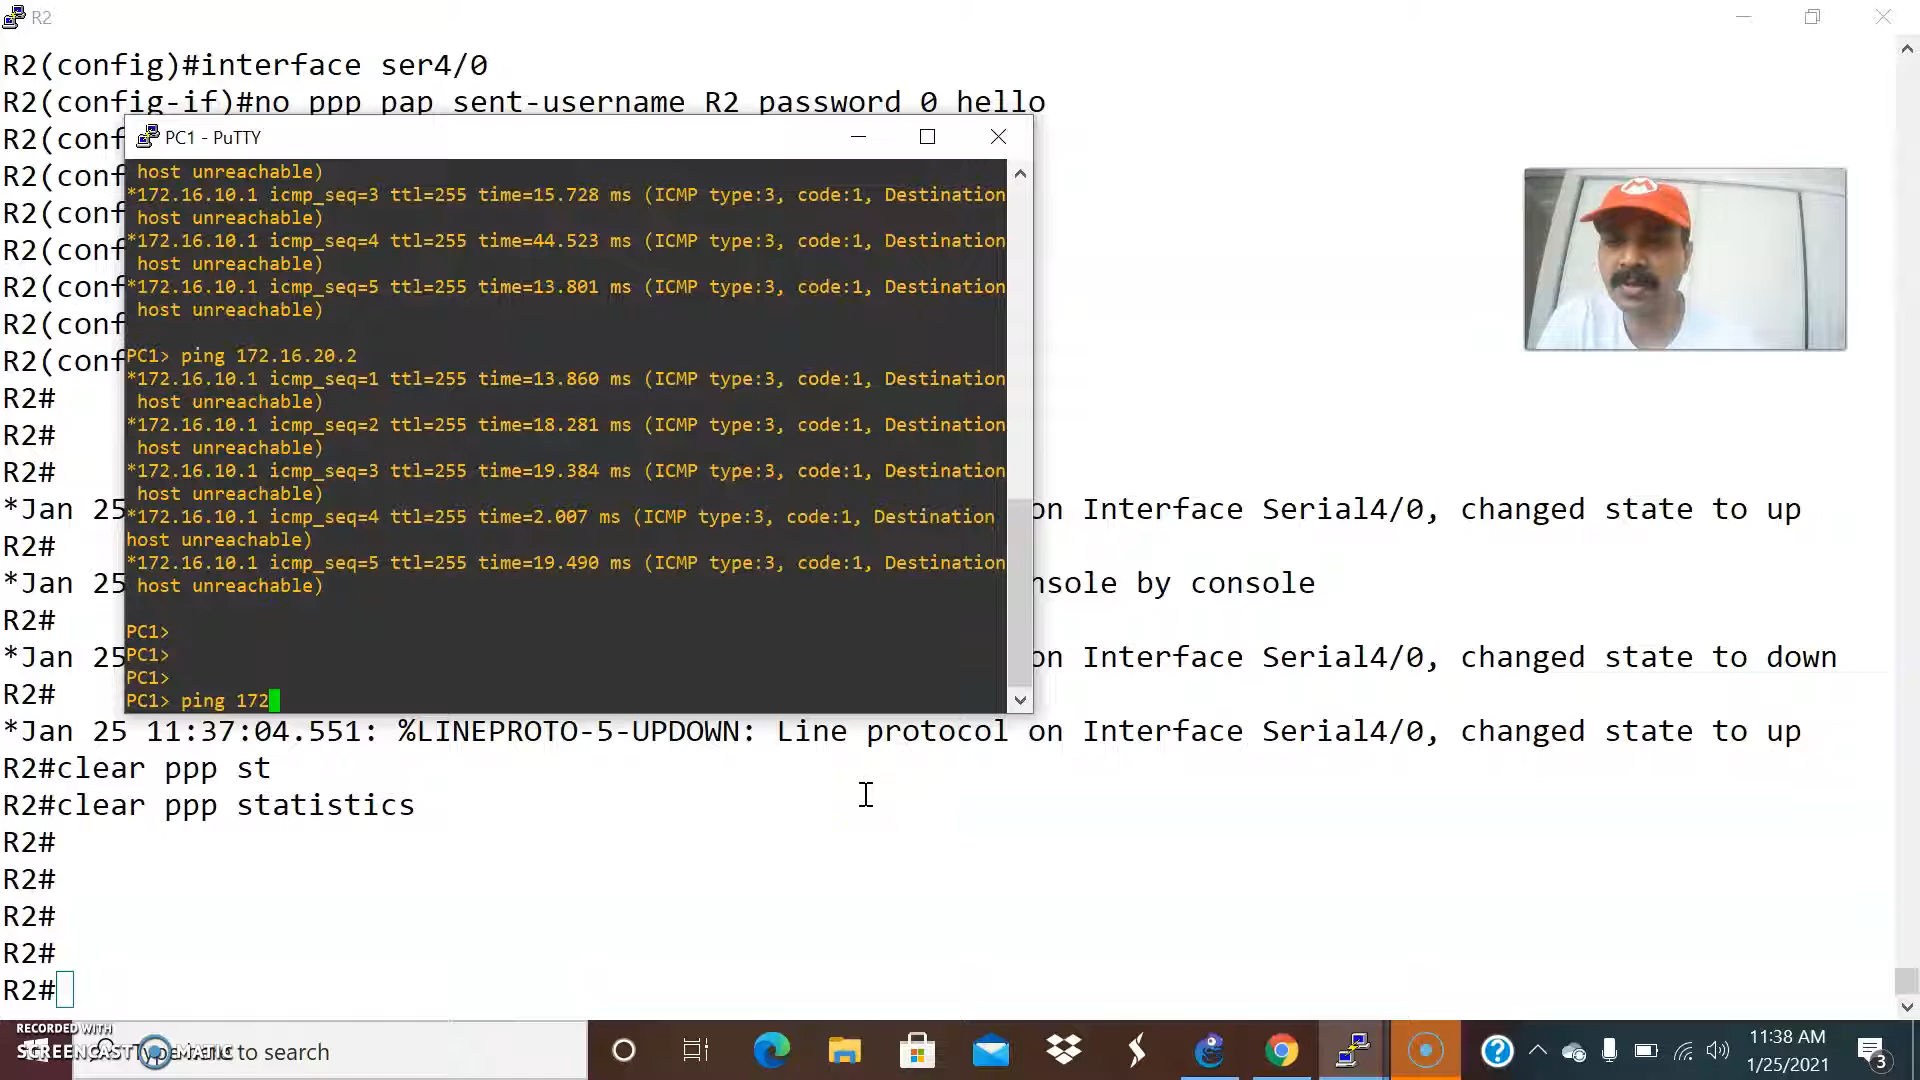 R2
R2(config)#interface ser4/0
R2(config-if)#no ppp pap sent-username R2 password 0 hello
R2(conf
R2(conf
R2(conf
R2(conf
R2(conf
R2(conf
R2(conf
R2#
R2#
R2#
*Jan 25 on Interface Serial4/0, changed state to up
R2#
*Jan 25 nsole by console
R2#
*Jan 25 on Interface Serial4/0, changed state to down
R2#
*Jan 25 11:37:04.551: %LINEPROTO-5-UPDOWN: Line protocol on Interface Serial4/0, changed state to up
R2#clear ppp st
R2#clear ppp statistics
R2#
R2#
R2#
R2#
R2#
PC1 - PuTTY
host unreachable)
*172.16.10.1 icmp_seq=3 ttl=255 time=15.728 ms (ICMP type:3, code:1, Destination
host unreachable)
*172.16.10.1 icmp_seq=4 ttl=255 time=44.523 ms (ICMP type:3, code:1, Destination
host unreachable)
*172.16.10.1 icmp_seq=5 ttl=255 time=13.801 ms (ICMP type:3, code:1, Destination
host unreachable)
PC1> ping 172.16.20.2
*172.16.10.1 icmp_seq=1 ttl=255 time=13.860 ms (ICMP type:3, code:1, Destination
host unreachable)
*172.16.10.1 icmp_seq=2 ttl=255 time=18.281 ms (ICMP type:3, code:1, Destination
host unreachable)
*172.16.10.1 icmp_seq=3 ttl=255 time=19.384 ms (ICMP type:3, code:1, Destination
host unreachable)
*172.16.10.1 icmp_seq=4 ttl=255 time=2.007 ms (ICMP type:3, code:1, Destination
host unreachable)
*172.16.10.1 icmp_seq=5 ttl=255 time=19.490 ms (ICMP type:3, code:1, Destination
host unreachable)
PC1>
PC1>
PC1>
PC1> ping 172
RECORDED WITH
SCREENCAST MATIC
Type here to search
11:38 AM
1/25/2021
3